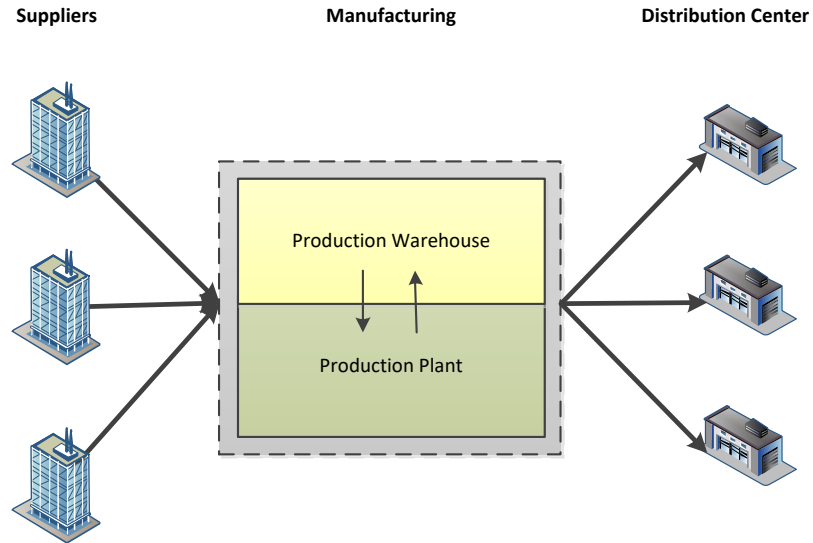 Suppliers
Manufacturing
Distribution Center
Production Warehouse
Production Plant